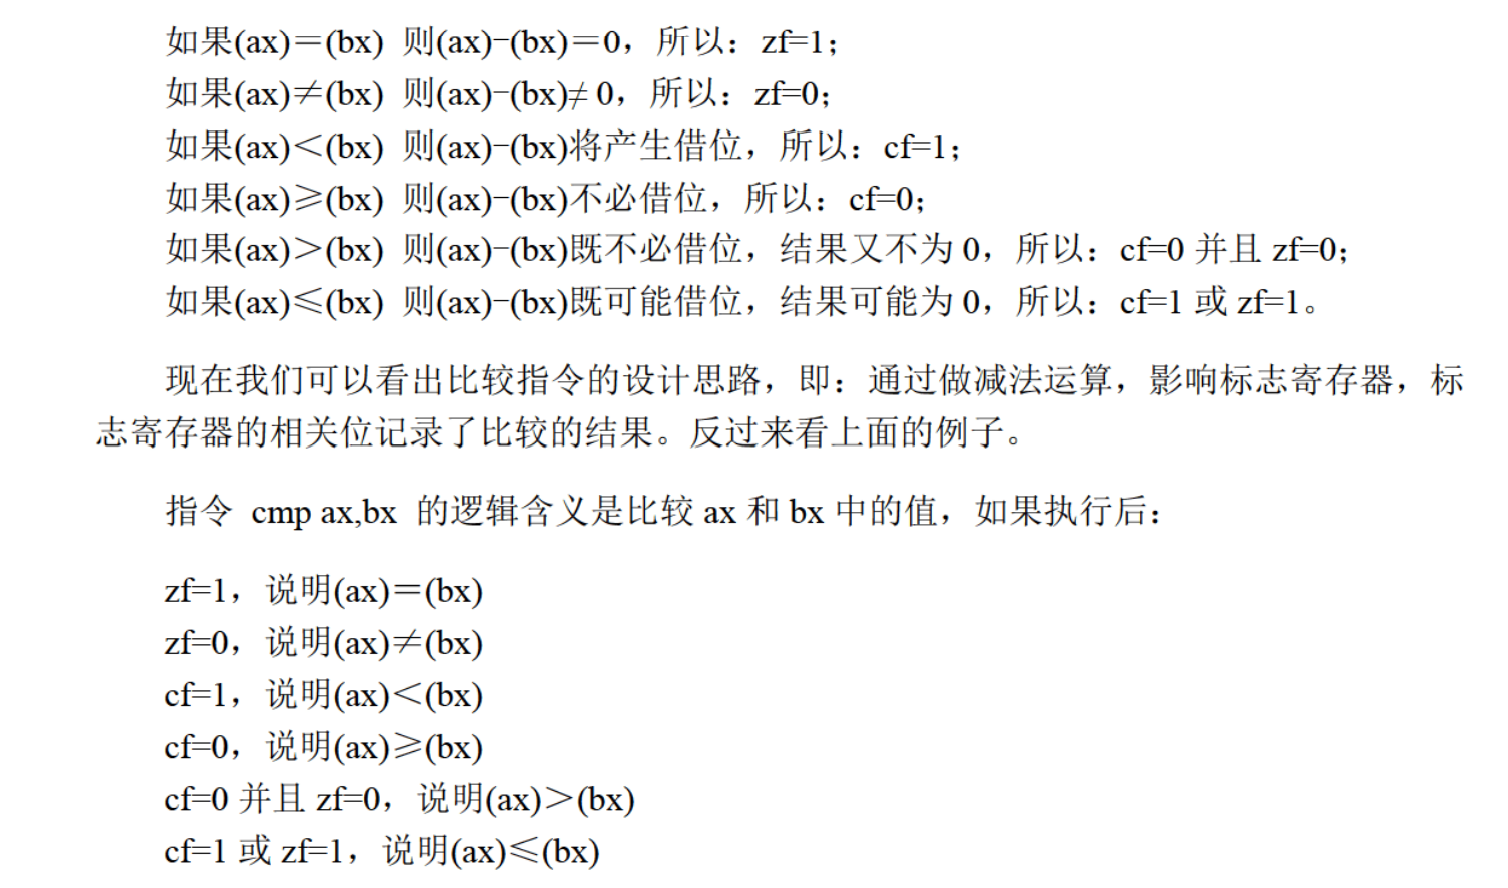 如果(ax)＝(bx) 则(ax)-(bx)＝0，所以：zf=1；
如果(ax)≠(bx) 则(ax)-(bx)≠ 0，所以：zf=0；
如果(ax)＜(bx) 则(ax)-(bx)将产生借位，所以：cf=1；
如果(ax)≥(bx) 则(ax)-(bx)不必借位，所以：cf=0；
如果(ax)＞(bx) 则(ax)-(bx)既不必借位，结果又不为 0，所以：cf=0 并且 zf=0；
如果(ax)≤(bx) 则(ax)-(bx)既可能借位，结果可能为 0，所以：cf=1 或 zf=1。
现在我们可以看出比较指令的设计思路，即：通过做减法运算，影响标志寄存器，标
志寄存器的相关位记录了比较的结果。反过来看上面的例子。
指令 cmp ax,bx 的逻辑含义是比较 ax 和 bx 中的值，如果执行后：
zf=1，说明(ax)＝(bx)
zf=0，说明(ax)≠(bx)
cf=1，说明(ax)＜(bx)
cf=0，说明(ax)≥(bx)
cf=0 并且 zf=0，说明(ax)＞(bx)
cf=1 或 zf=1，说明(ax)≤(bx)